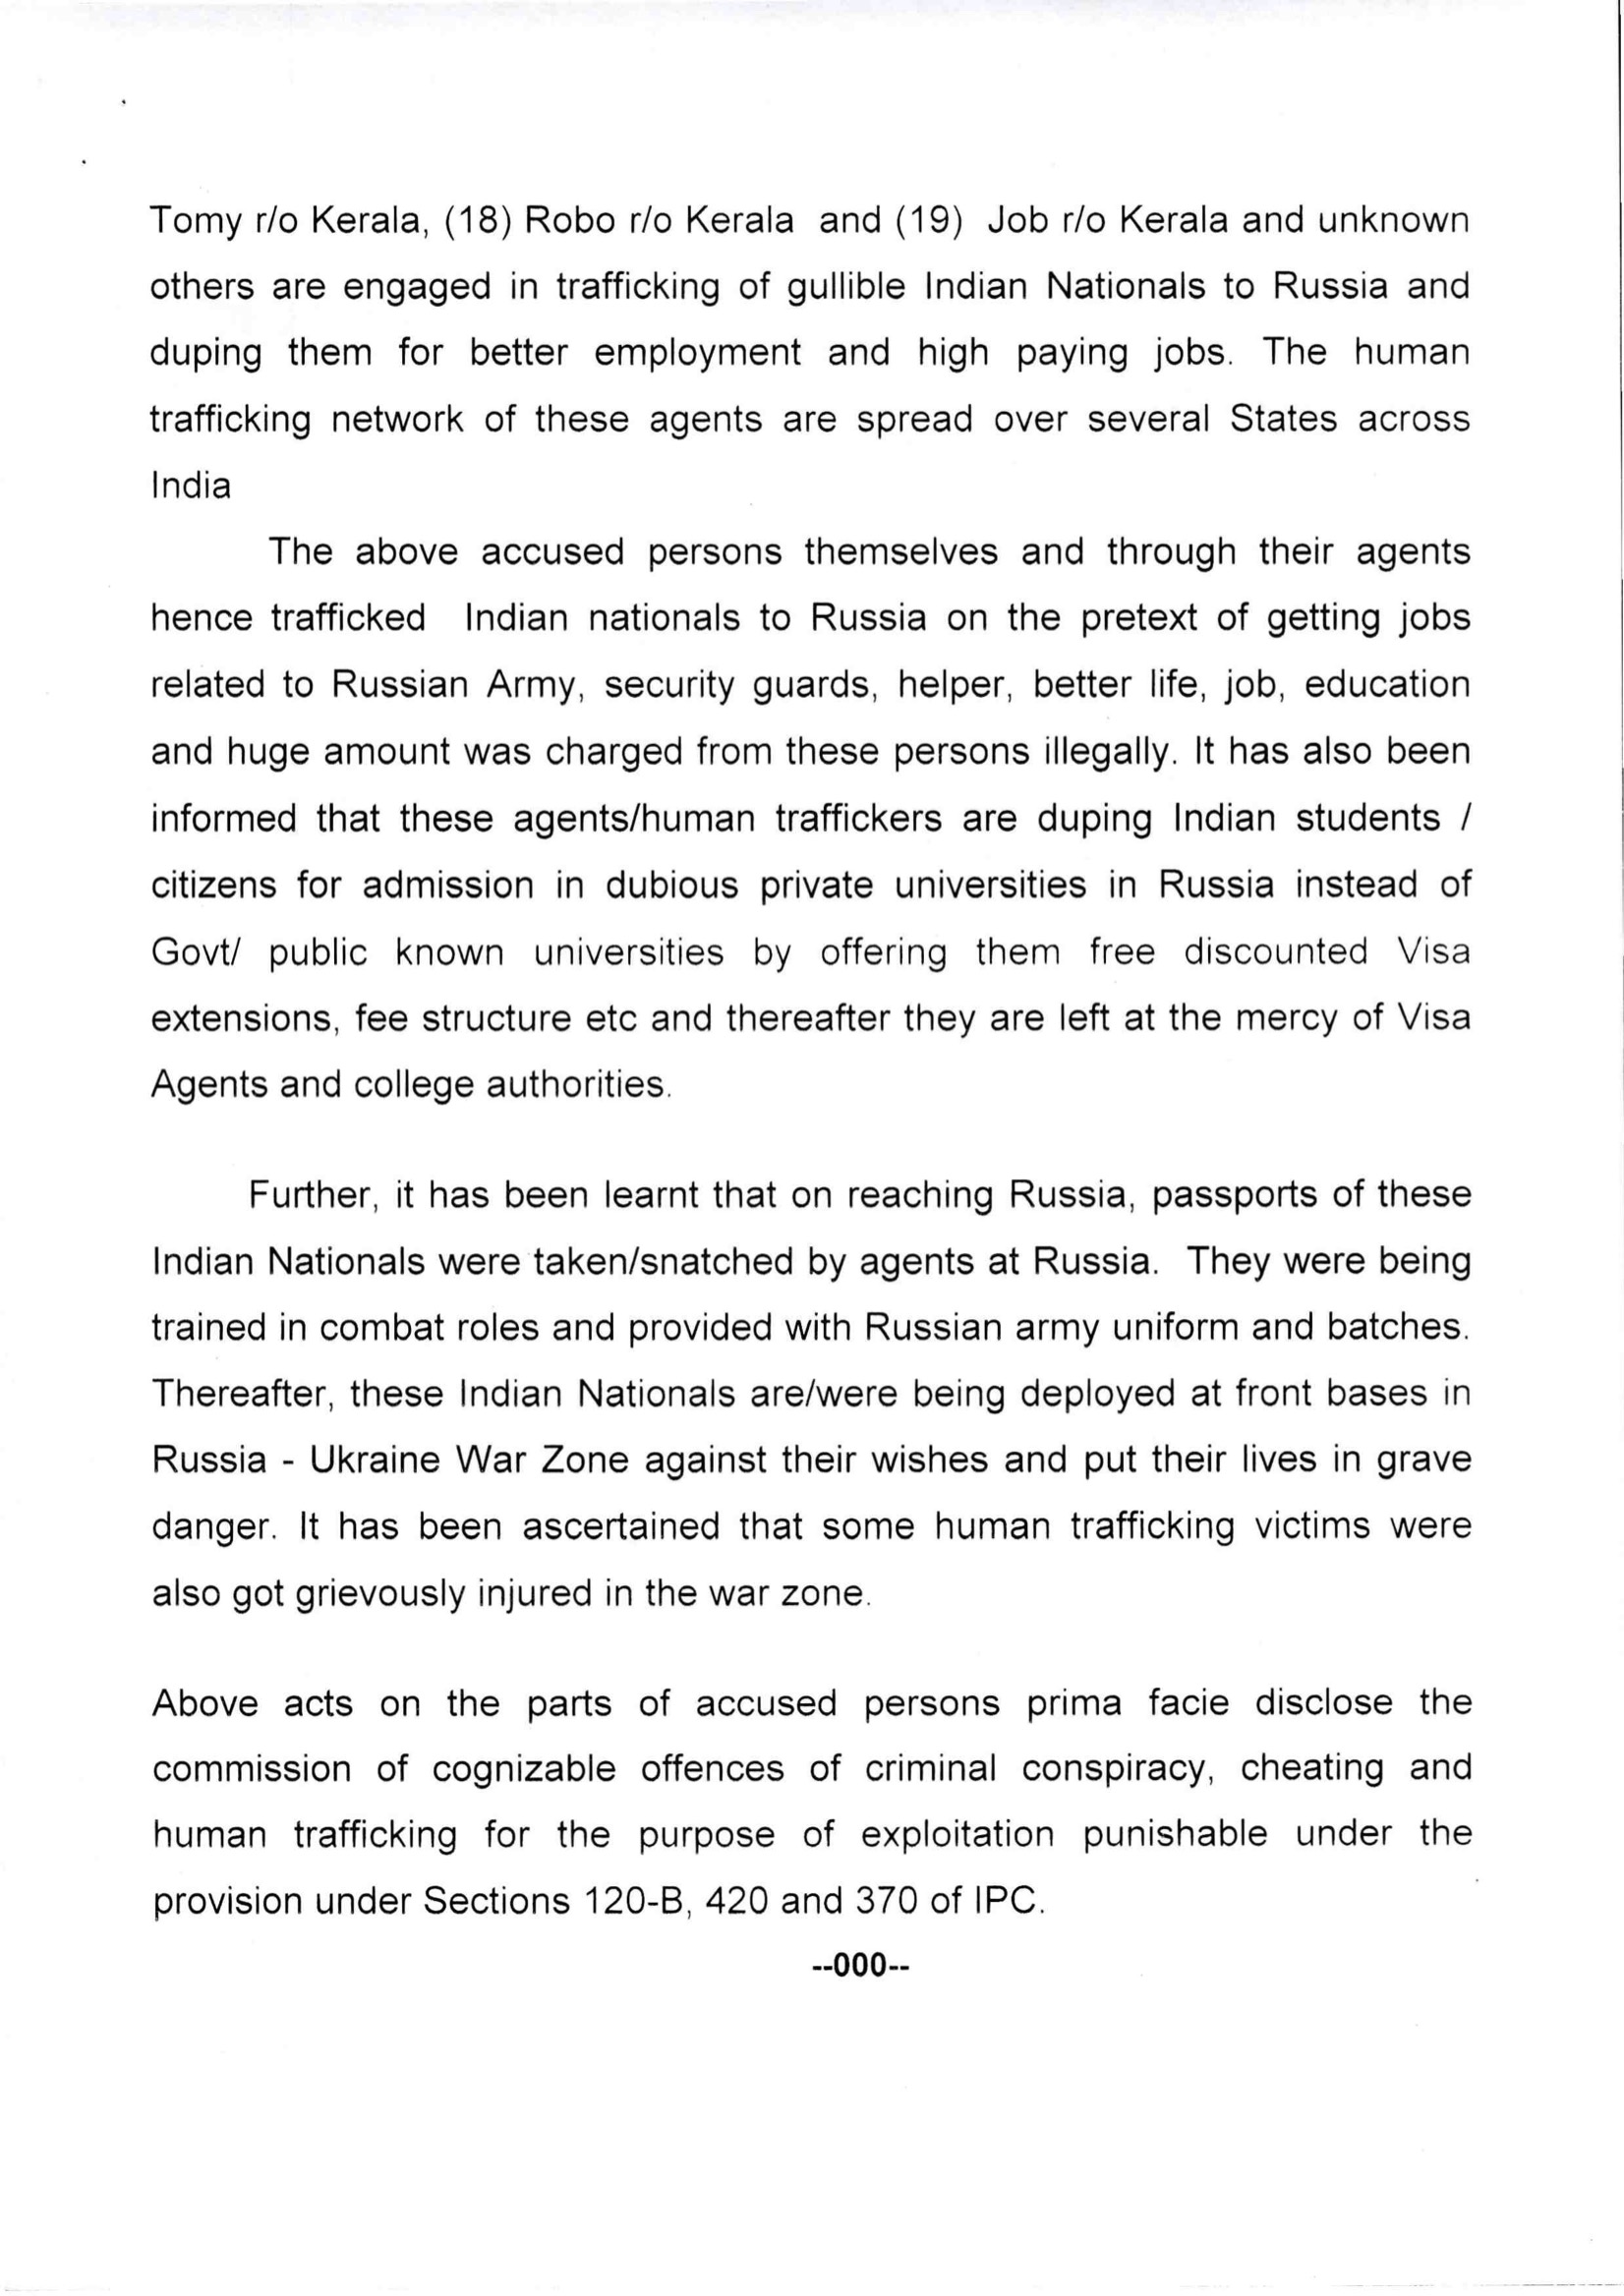 Tomy r/o Kerala, (18) Robo r/o Kerala and (19) Job r/o Kerala and unknown
others are engaged in trafficking of gullible Indian Nationals to Russia and
duping them for better employment and high paying jobs. The human
trafficking network of these agents are spread over several States across
India
The above accused persons themselves and through their agents
hence trafficked Indian nationals to Russia on the pretext of getting jobs
related to Russian Army, security guards, helper, better life, job, education
and huge amount was charged from these persons illegally. It has also been
informed that these agents/human traffickers are duping Indian students /
citizens for admission in dubious private universities in Russia instead of
Govt/ public known universities by offering them free discounted Visa
extensions, fee structure etc and thereafter they are left at the mercy of Visa
Agents and college authorities.
Further, it has been learnt that on reaching Russia, passports of these
Indian Nationals were taken/snatched by agents at Russia. They were being
trained in combat roles and provided with Russian army uniform and batches.
Thereafter, these Indian Nationals are/were being deployed at front bases in
Russia - Ukraine War Zone against their wishes and put their lives in grave
danger. It has been ascertained that some human trafficking victims were
also got grievously injured in the war zone.
Above acts on the parts of accused persons prima facie disclose the
commission of cognizable offences of criminal conspiracy, cheating and
human trafficking for the purpose of exploitation punishable under the
provision under Sections 120-B, 420 and 370 of IPC.
--000--